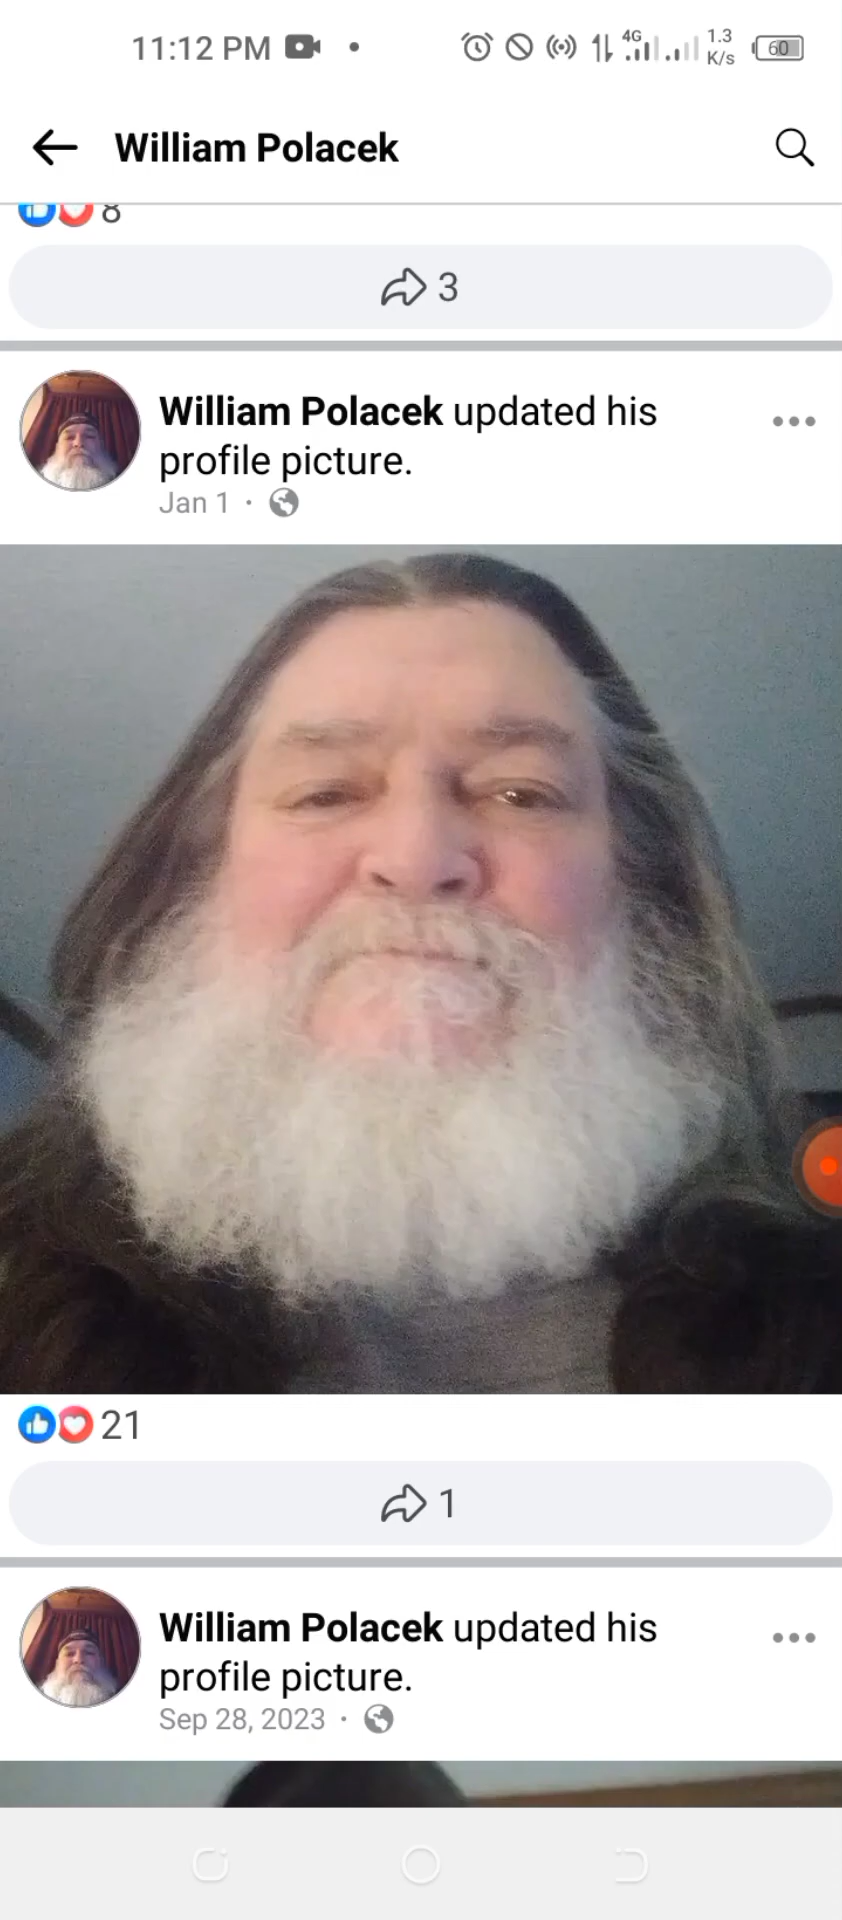 11:12 PM 4G 1.3 K/s 60
William Polacek
8
3
William Polacek updated his
profile picture.
Jan 1 ·
21
1
William Polacek updated his
profile picture.
Sep 28, 2023 ·